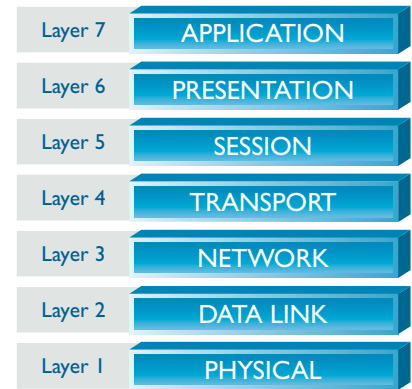 Layer 7 APPLICATION
Layer 6 PRESENTATION
Layer 5 SESSION
Layer 4 TRANSPORT
Layer 3 NETWORK
Layer 2 DATA LINK
Layer 1 PHYSICAL